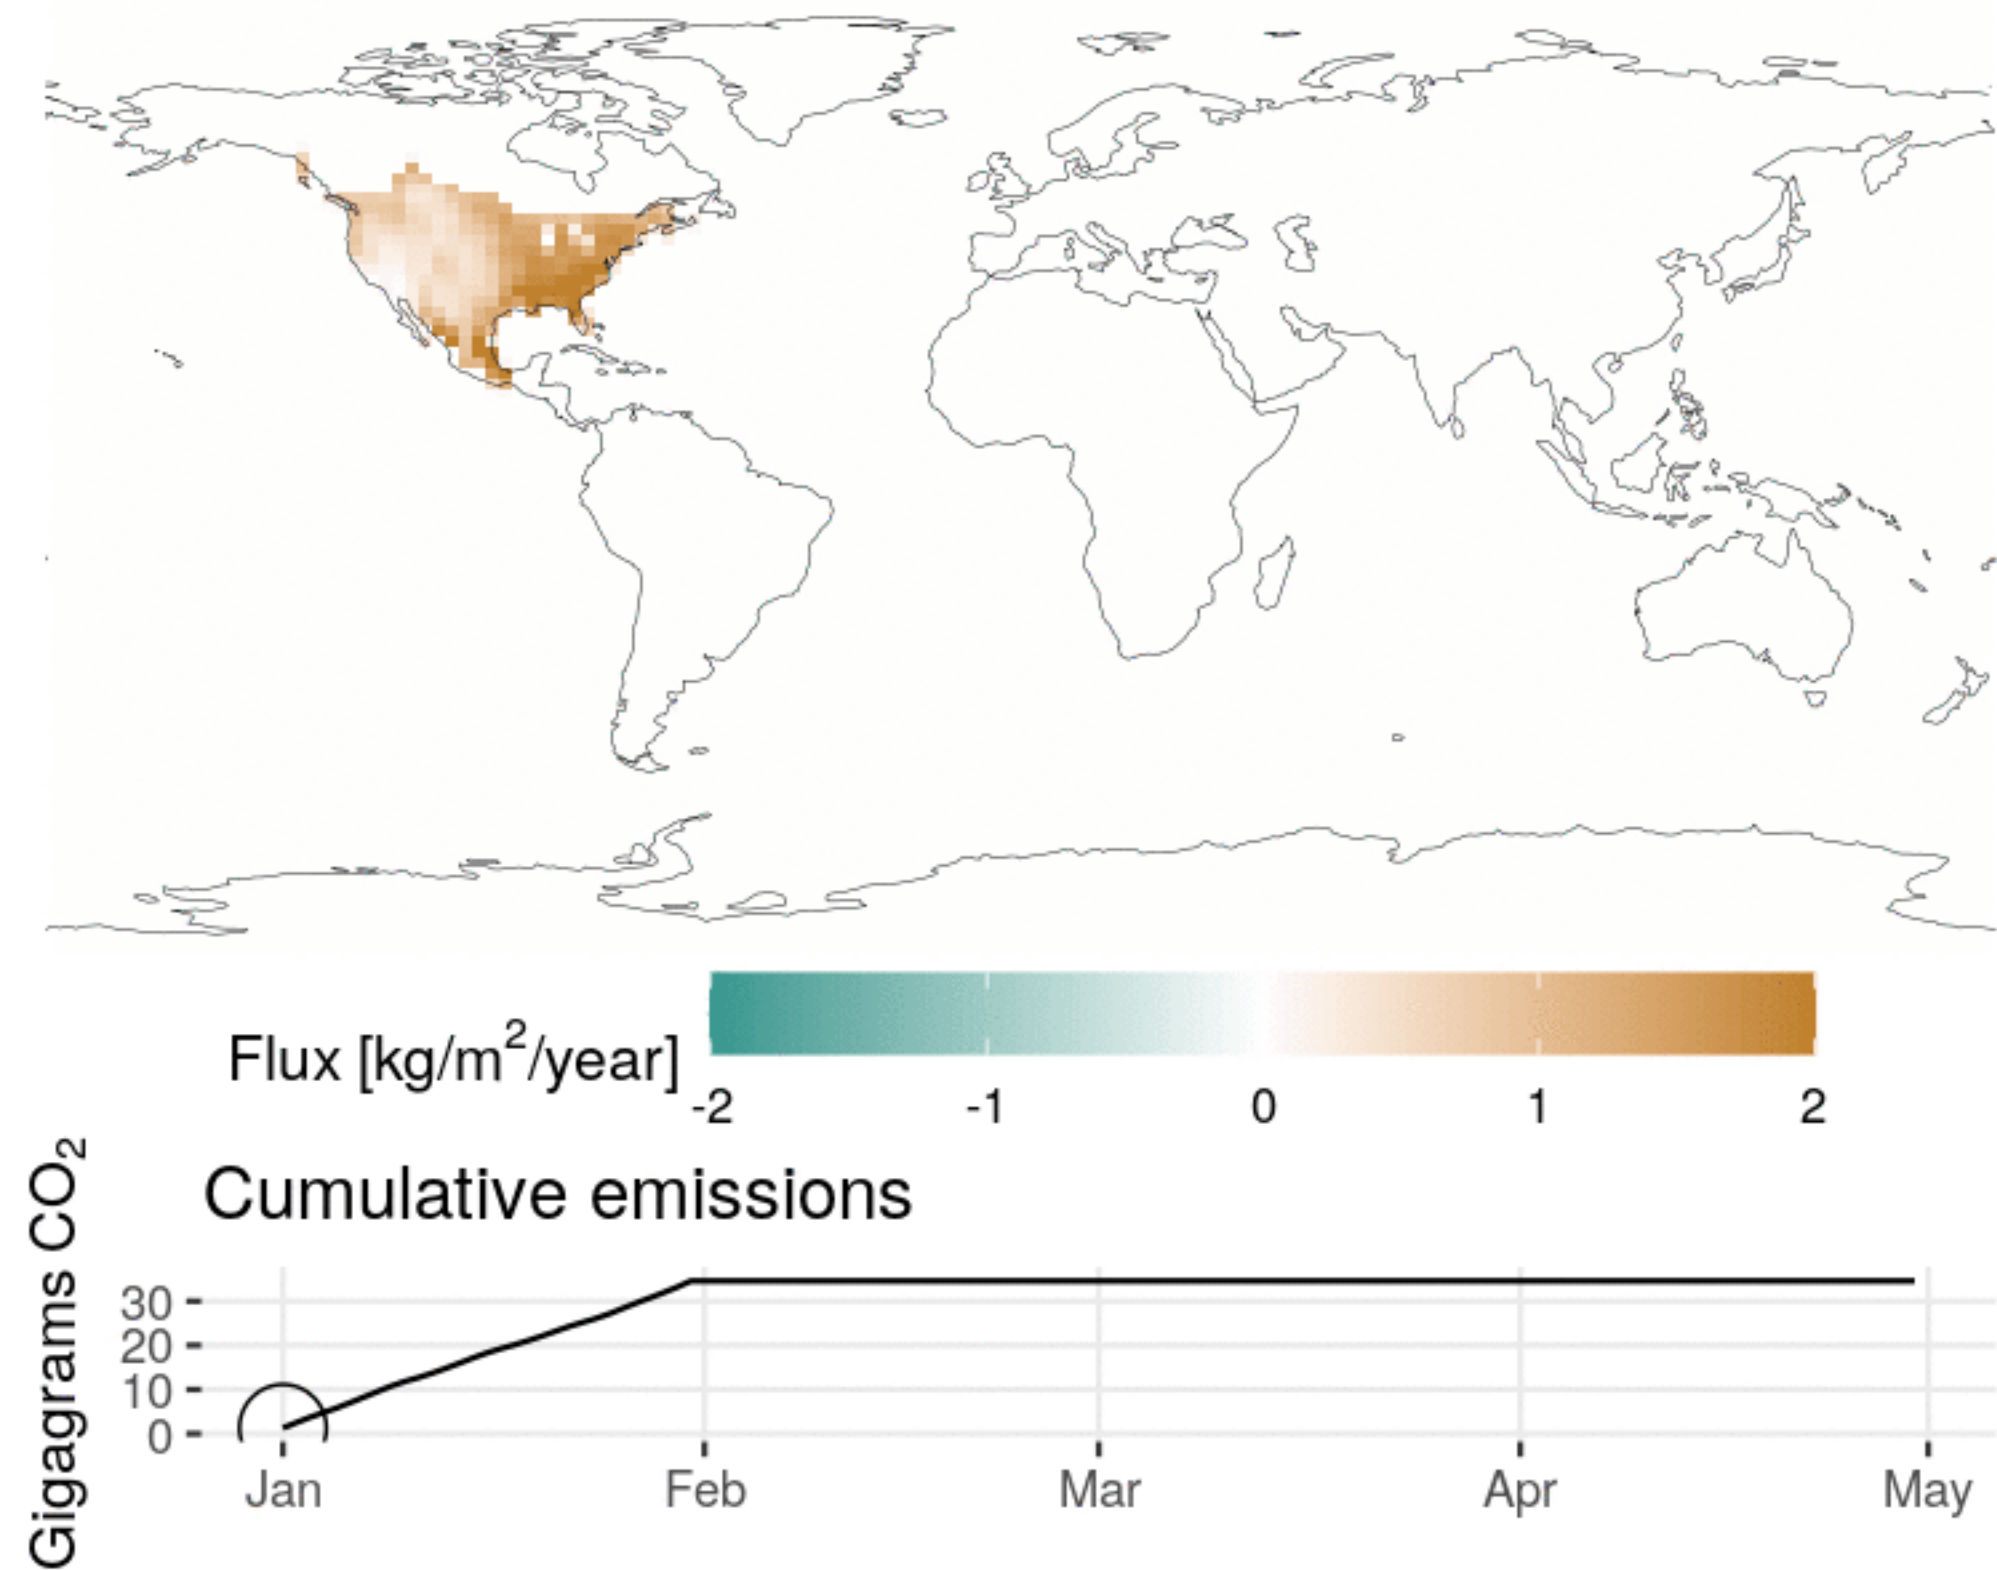 Flux [kg/m²/year]
-2 -1 0 1 2
Cumulative emissions
Gigagrams CO₂
30
20
10
0
Jan Feb Mar Apr May